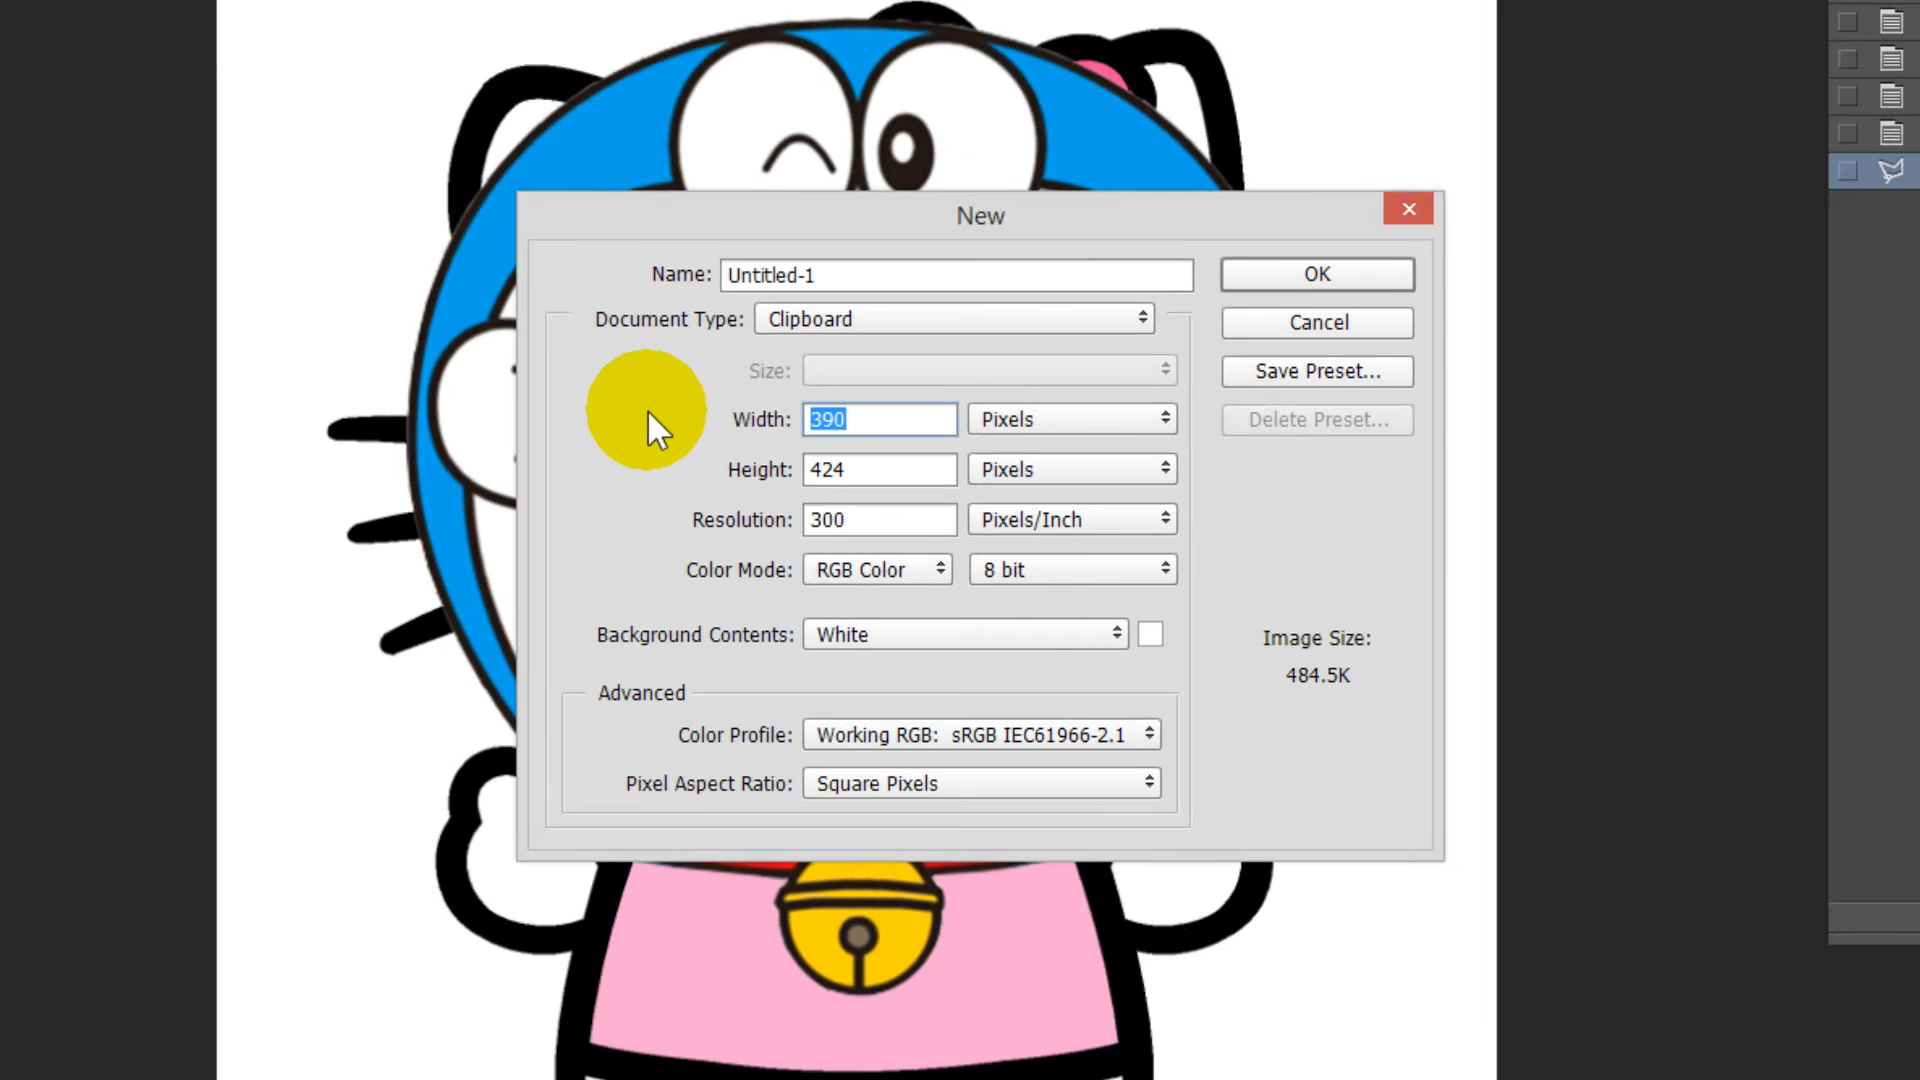 New
Name: Untitled-1
OK
Document Type: Clipboard
Cancel
Size:
Save Preset...
Width: 390 Pixels
Delete Preset...
Height: 424 Pixels
Resolution: 300 Pixels/Inch
Color Mode: RGB Color 8 bit
Background Contents: White
Image Size:
484.5K
Advanced
Color Profile: Working RGB: sRGB IEC61966-2.1
Pixel Aspect Ratio: Square Pixels